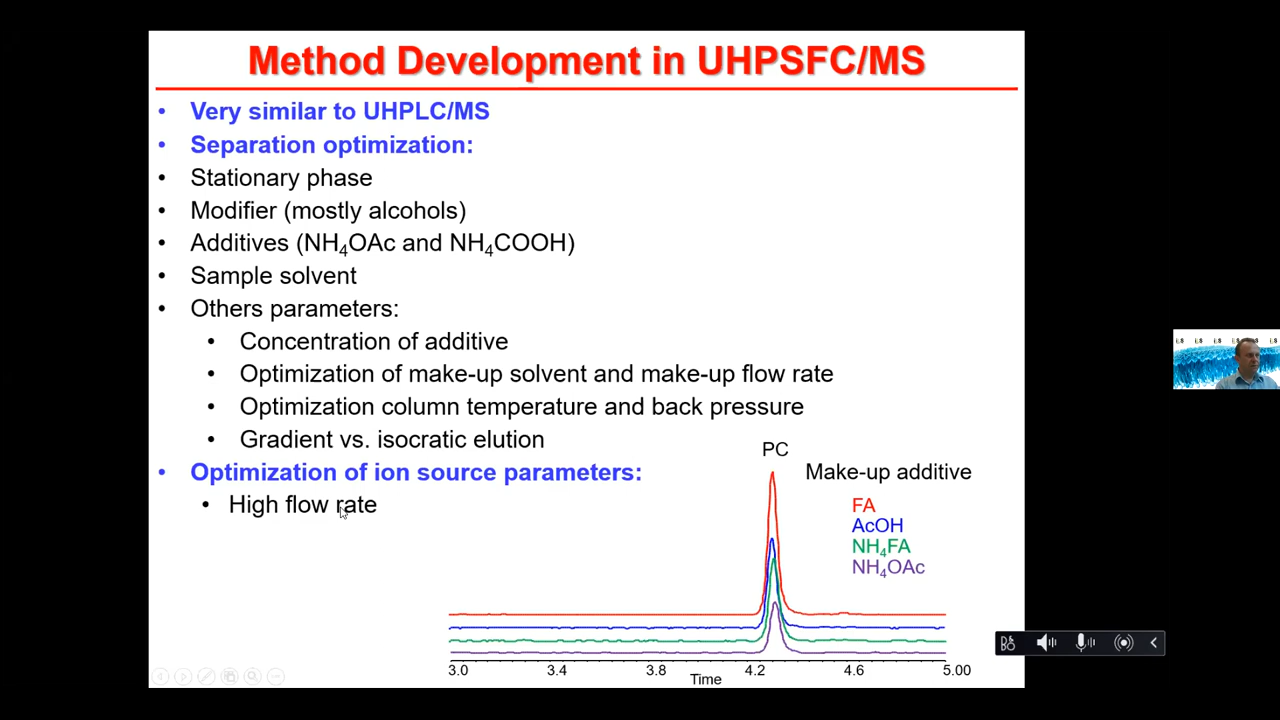 Method Development in UHPSFC/MS
• Very similar to UHPLC/MS
• Separation optimization:
• Stationary phase
• Modifier (mostly alcohols)
• Additives (NH₄OAc and NH₄COOH)
• Sample solvent
• Others parameters:
• Concentration of additive
• Optimization of make-up solvent and make-up flow rate
• Optimization column temperature and back pressure
• Gradient vs. isocratic elution
• Optimization of ion source parameters:
• High flow rate
PC
Make-up additive
FA
AcOH
NH₄FA
NH₄OAc
3.0 3.4 3.8 4.2 4.6 5.00
Time